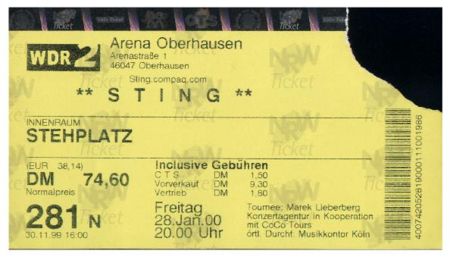 WDR 2
Arena Oberhausen
Arenastraße 1
46047 Oberhausen
Sting.compaq.com
** STING **
INNENRAUM
STEHPLATZ
(EUR 38,14)
DM 74,60
Normalpreis
Inclusive Gebühren
CTS DM 1,50
Vorverkauf DM 9,30
Vertrieb DM 1,80
281 N
30.11.99 16:00
Freitag
28.Jan.00
20.00 Uhr
Tournee; Marek Lieberberg
Konzertagentur in Kooperation
mit CoCo Tours
örtl. Durchf. Musikkontor Köln
NRW Ticket